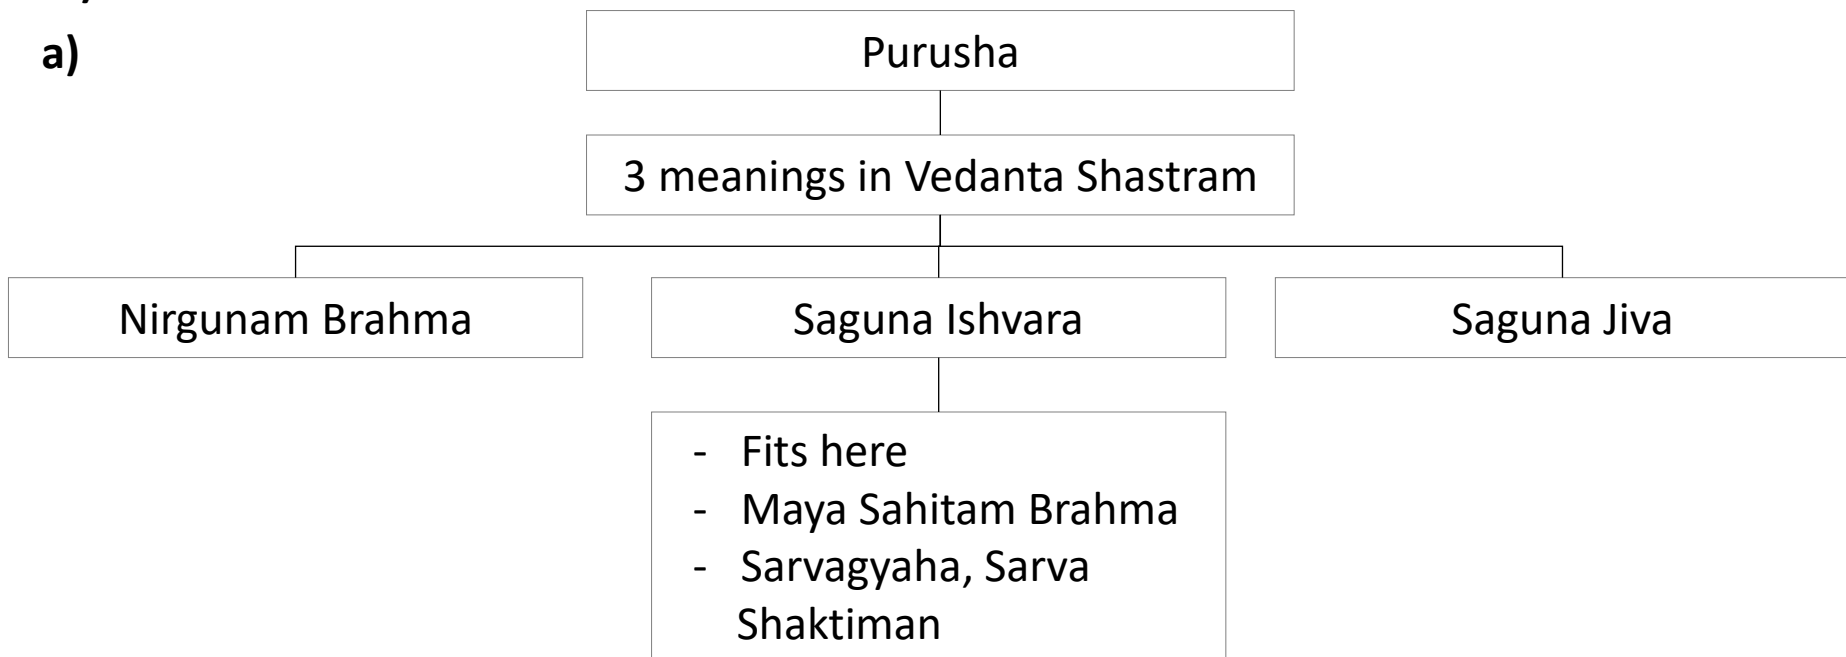 a)
Purusha
3 meanings in Vedanta Shastram
Nirgunam Brahma
Saguna Ishvara
Saguna Jiva
- Fits here
- Maya Sahitam Brahma
- Sarvagyaha, Sarva
Shaktiman